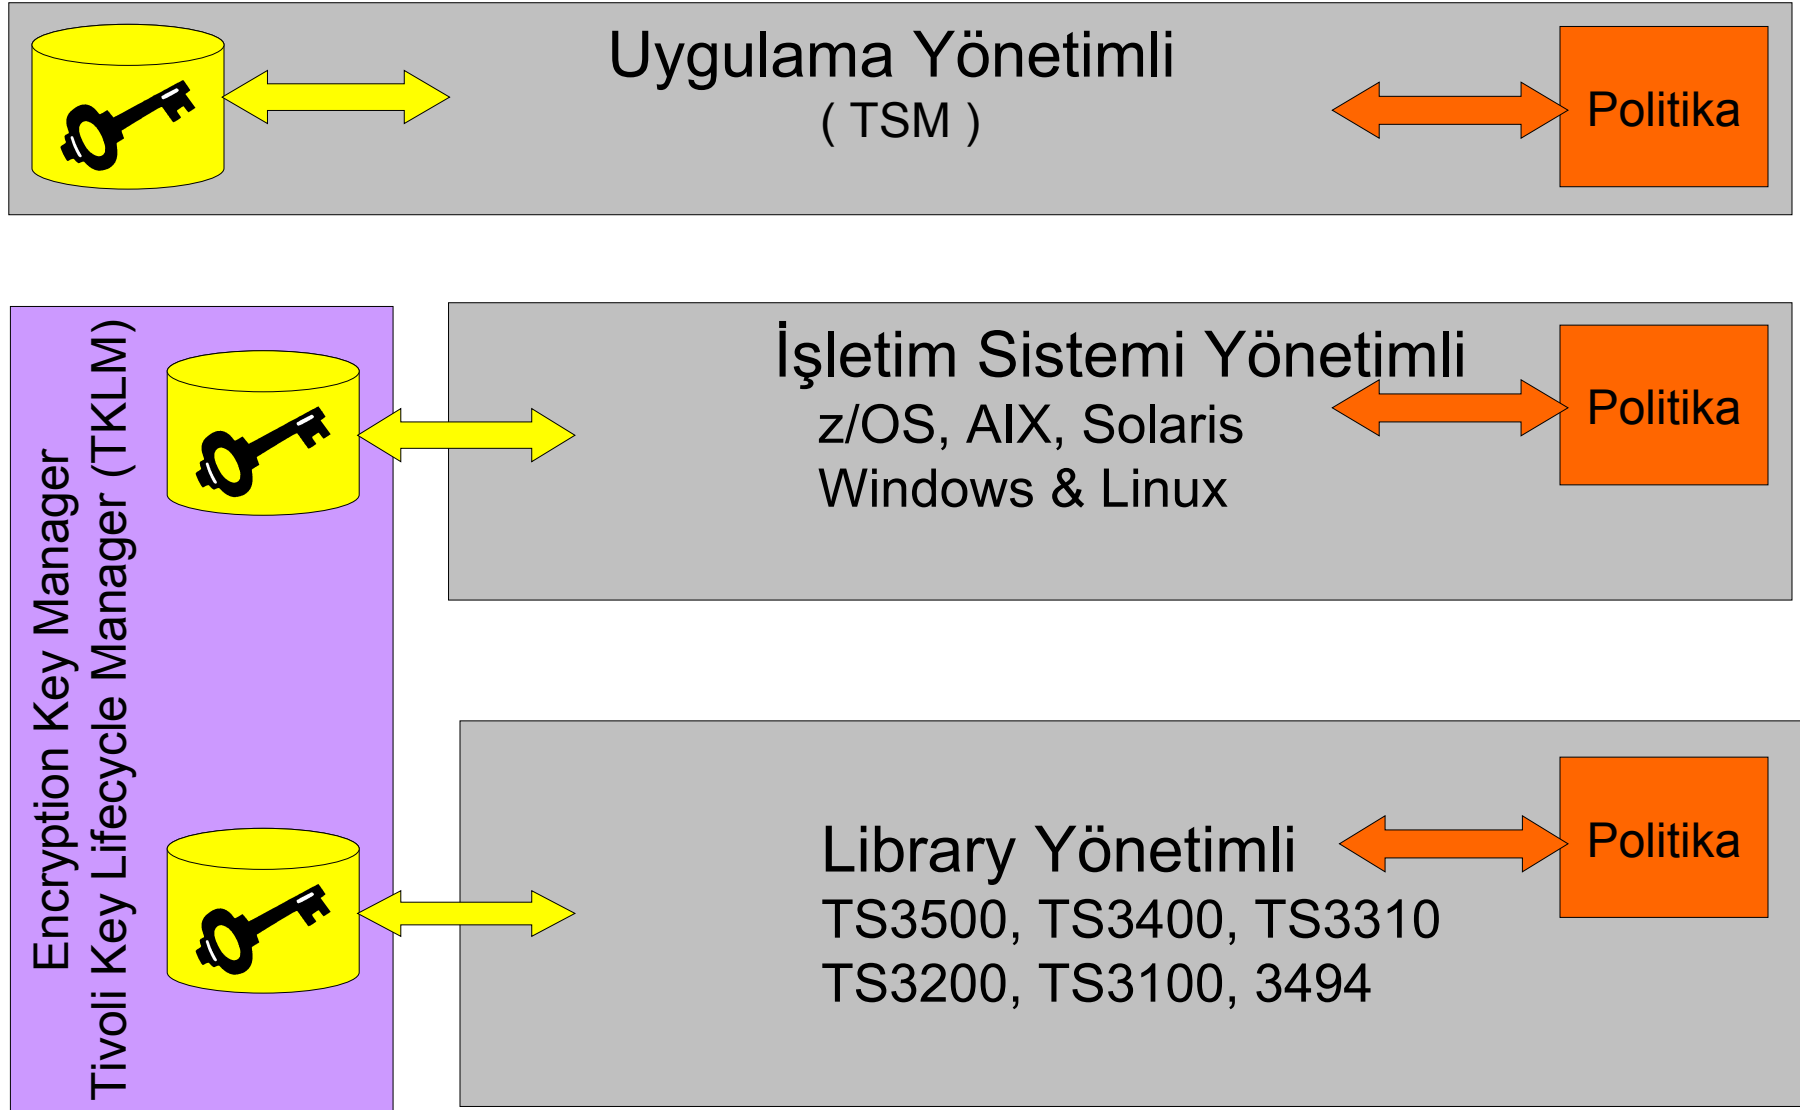 Uygulama Yönetimli
( TSM )
Politika
Encryption Key Manager
Tivoli Key Lifecycle Manager (TKLM)
İşletim Sistemi Yönetimli
z/OS, AIX, Solaris
Windows & Linux
Politika
Library Yönetimli
TS3500, TS3400, TS3310
TS3200, TS3100, 3494
Politika